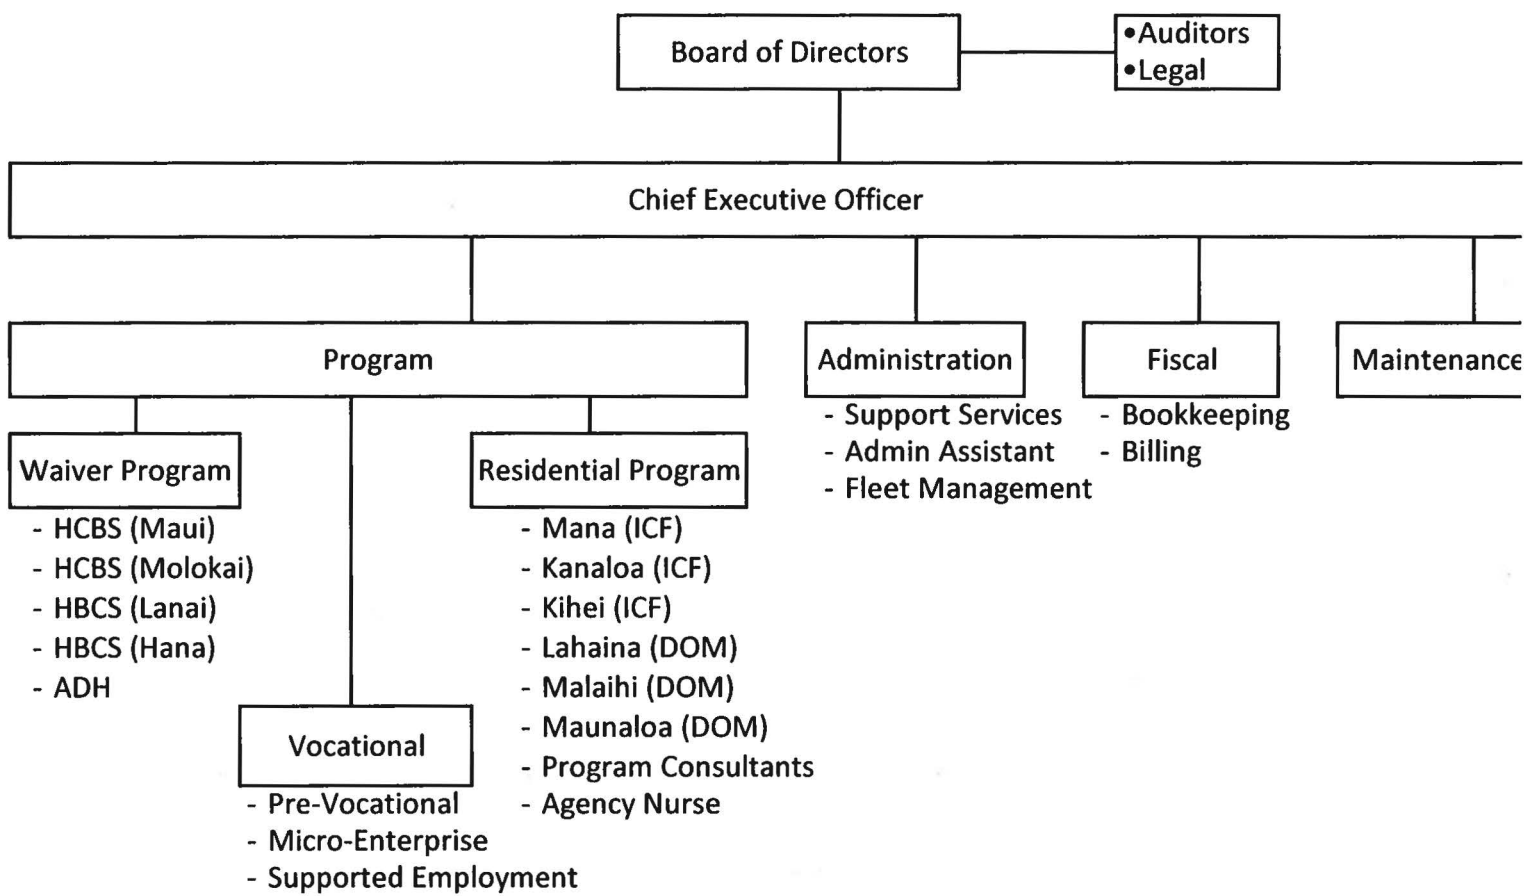 Board of Directors
•Auditors
•Legal
Chief Executive Officer
Program
Administration
Fiscal
Maintenance
- Support Services
- Admin Assistant
- Fleet Management
- Bookkeeping
- Billing
Waiver Program
- HCBS (Maui)
- HCBS (Molokai)
- HBCS (Lanai)
- HBCS (Hana)
- ADH
Vocational
- Pre-Vocational
- Micro-Enterprise
- Supported Employment
Residential Program
- Mana (ICF)
- Kanaloa (ICF)
- Kihei (ICF)
- Lahaina (DOM)
- Malaihi (DOM)
- Maunaloa (DOM)
- Program Consultants
- Agency Nurse